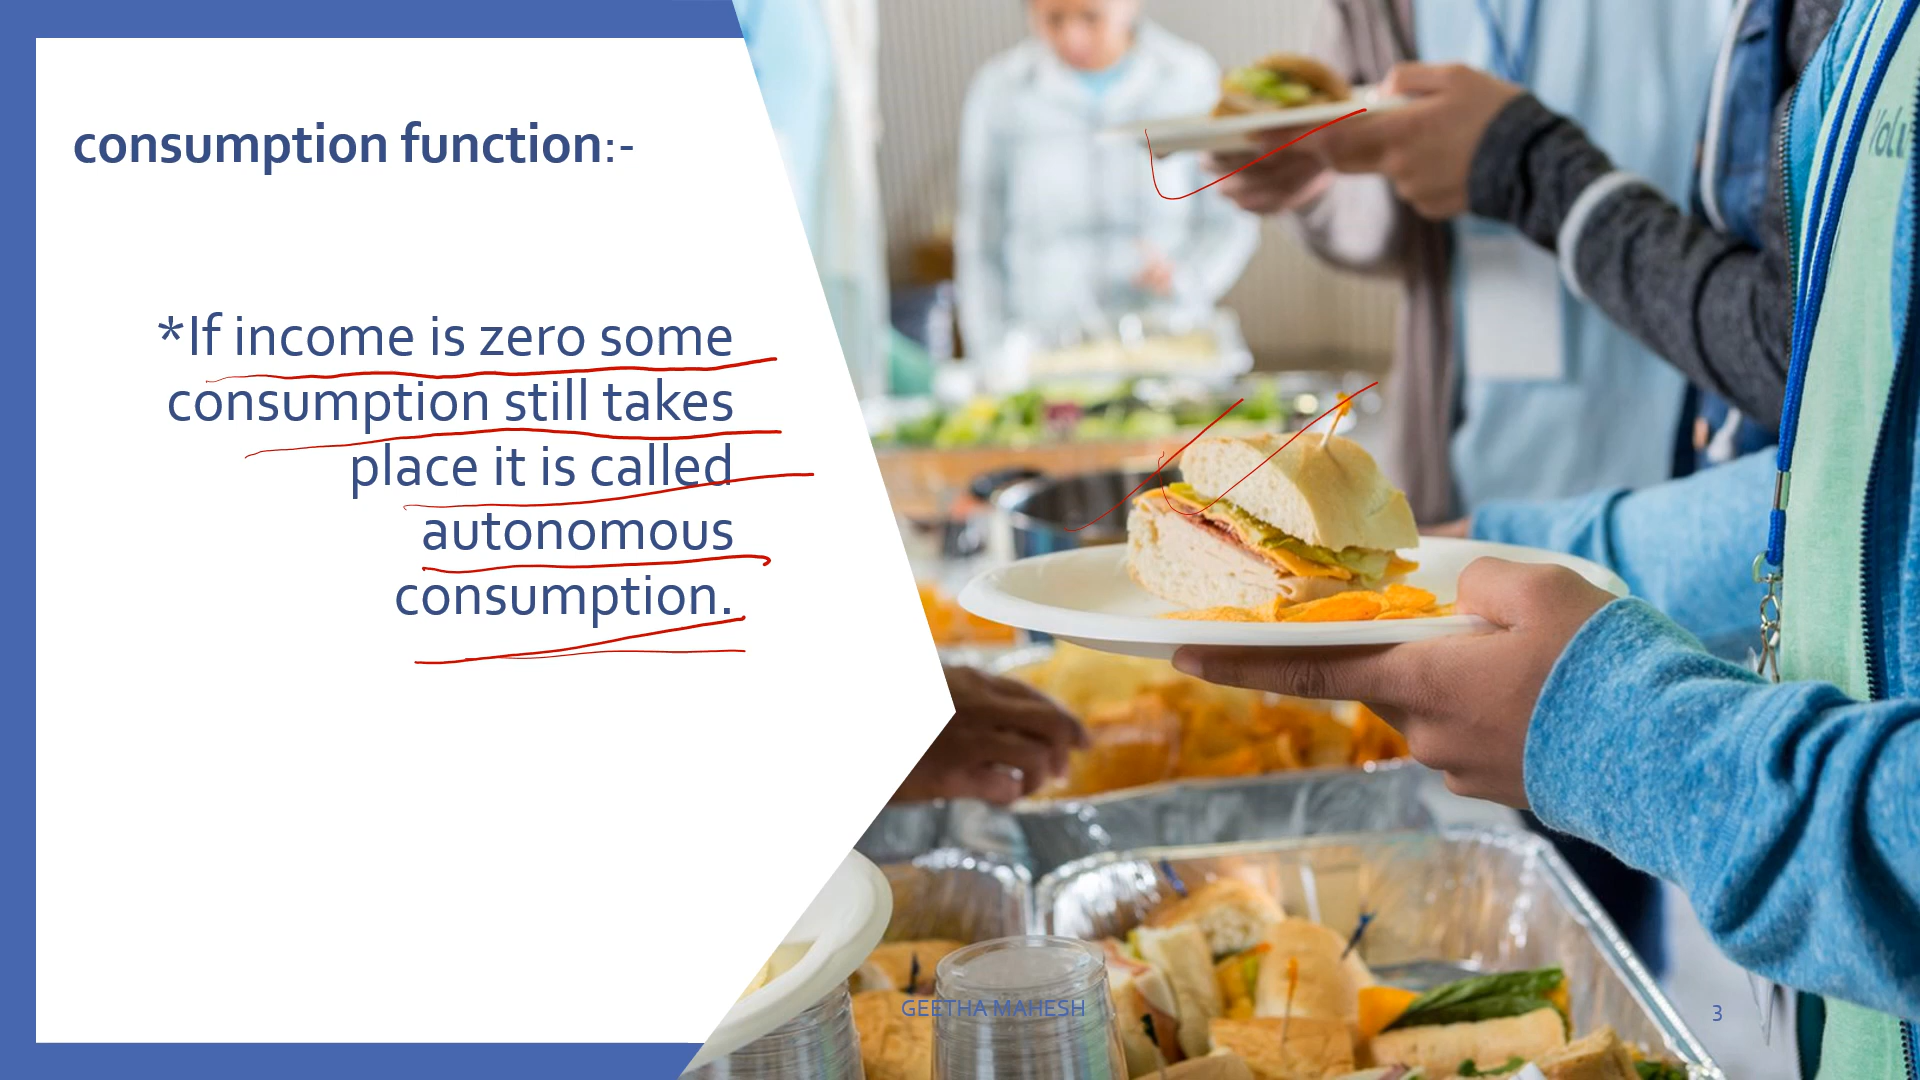 consumption function:-
*If income is zero some
consumption still takes
place it is called
autonomous
consumption.
GEETHA MAHESH
3